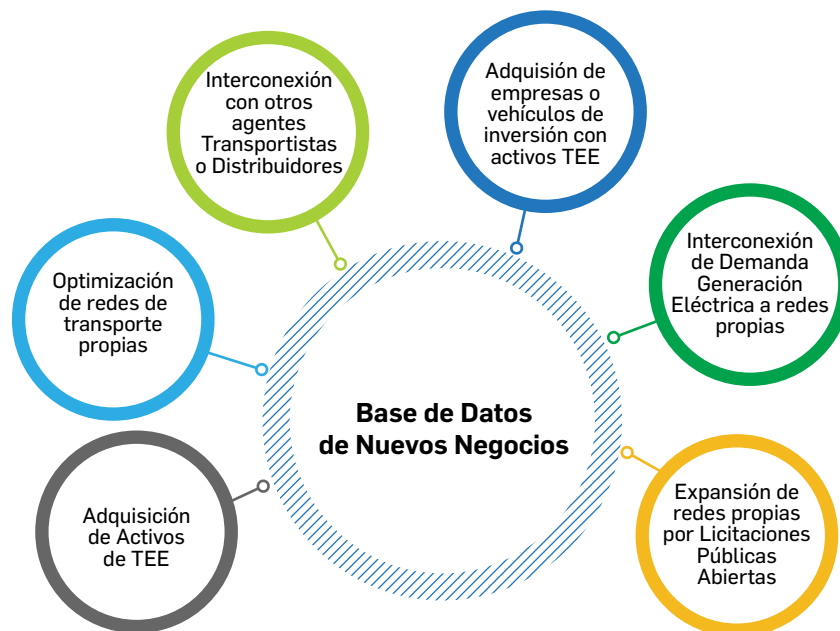 Interconexión
con otros
agentes
Transportistas
o Distribuidores
Adquisión de
empresas o
vehículos de
inversión con
activos TEE
Interconexión
de Demanda
Generación
Eléctrica a redes
propias
Optimización
de redes de
transporte
propias
Base de Datos
de Nuevos Negocios
Adquisición
de Activos
de TEE
Expansión de
redes propias
por Licitaciones
Públicas
Abiertas